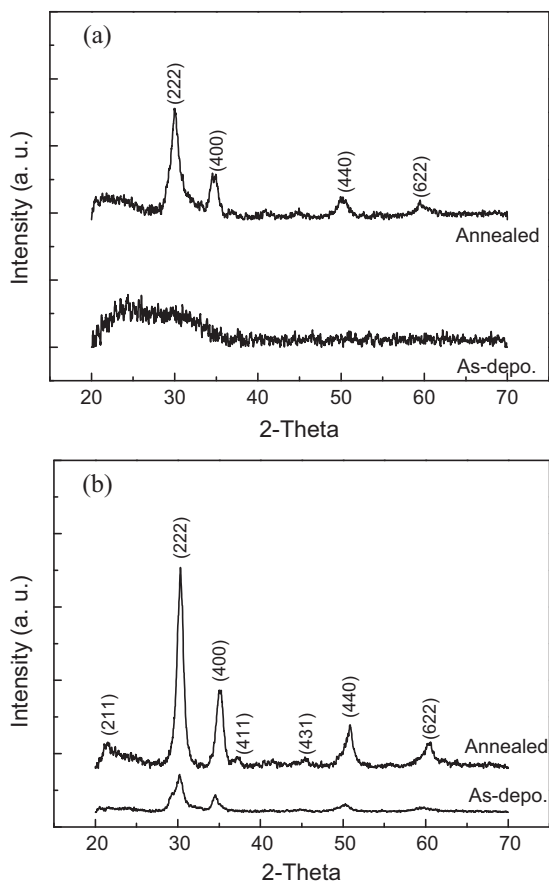 (a)
(222)
(400)
(440)
(622)
Annealed
As-depo.
Intensity (a. u.)
20 30 40 50 60 70
2-Theta
(b)
(222)
(400)
(211)
(411)
(431)
(440)
(622)
Annealed
As-depo.
Intensity (a. u.)
20 30 40 50 60 70
2-Theta